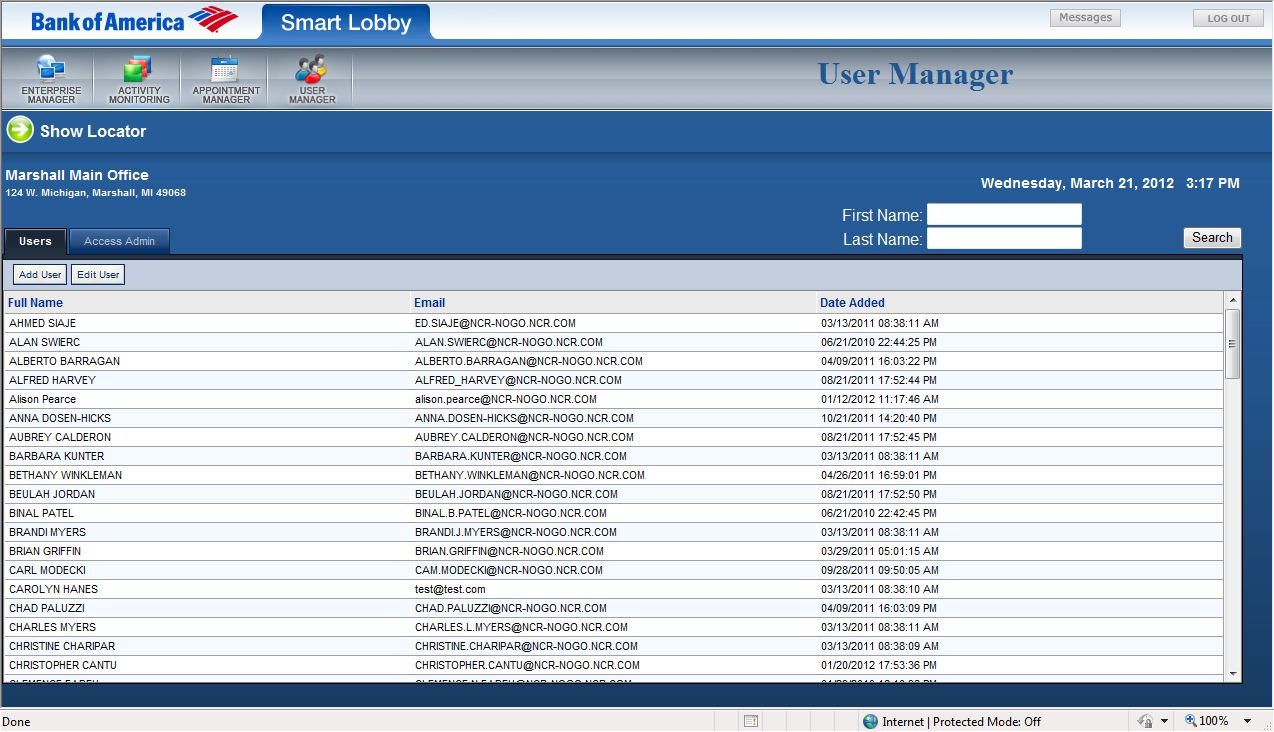 Bank of America Smart Lobby Messages LOG OUT
ENTERPRISE MANAGER ACTIVITY MONITORING APPOINTMENT MANAGER USER MANAGER User Manager
Show Locator
Marshall Main Office
124 W. Michigan, Marshall, MI 49068
Wednesday, March 21, 2012 3:17 PM
First Name:
Last Name:
Search
Users Access Admin
Add User Edit User
Full Name Email Date Added
AHMED SIAJE ED.SIAJE@NCR-NOGO.NCR.COM 03/13/2011 08:38:11 AM
ALAN SWIERC ALAN.SWIERC@NCR-NOGO.NCR.COM 06/21/2010 22:44:25 PM
ALBERTO BARRAGAN ALBERTO.BARRAGAN@NCR-NOGO.NCR.COM 04/09/2011 16:03:22 PM
ALFRED HARVEY ALFRED_HARVEY@NCR-NOGO.NCR.COM 08/21/2011 17:52:44 PM
Alison Pearce alison.pearce@NCR-NOGO.NCR.COM 01/12/2012 11:17:46 AM
ANNA DOSEN-HICKS ANNA.DOSEN-HICKS@NCR-NOGO.NCR.COM 10/21/2011 14:20:40 PM
AUBREY CALDERON AUBREY.CALDERON@NCR-NOGO.NCR.COM 08/21/2011 17:52:45 PM
BARBARA KUNTER BARBARA.KUNTER@NCR-NOGO.NCR.COM 03/13/2011 08:38:11 AM
BETHANY WINKLEMAN BETHANY.WINKLEMAN@NCR-NOGO.NCR.COM 04/26/2011 16:59:01 PM
BEULAH JORDAN BEULAH.JORDAN@NCR-NOGO.NCR.COM 08/21/2011 17:52:50 PM
BINAL PATEL BINAL.B.PATEL@NCR-NOGO.NCR.COM 06/21/2010 22:42:45 PM
BRANDI MYERS BRANDI.J.MYERS@NCR-NOGO.NCR.COM 03/13/2011 08:38:11 AM
BRIAN GRIFFIN BRIAN.GRIFFIN@NCR-NOGO.NCR.COM 03/29/2011 05:01:15 AM
CARL MODECKI CAM.MODECKI@NCR-NOGO.NCR.COM 09/28/2011 09:50:05 AM
CAROLYN HANES test@test.com 03/13/2011 08:38:10 AM
CHAD PALUZZI CHAD.PALUZZI@NCR-NOGO.NCR.COM 04/09/2011 16:03:09 PM
CHARLES MYERS CHARLES.L.MYERS@NCR-NOGO.NCR.COM 03/13/2011 08:38:11 AM
CHRISTINE CHARIPAR CHRISTINE.CHARIPAR@NCR-NOGO.NCR.COM 03/13/2011 08:38:09 AM
CHRISTOPHER CANTU CHRISTOPHER.CANTU@NCR-NOGO.NCR.COM 01/20/2012 17:53:36 PM
Done Internet | Protected Mode: Off 100%